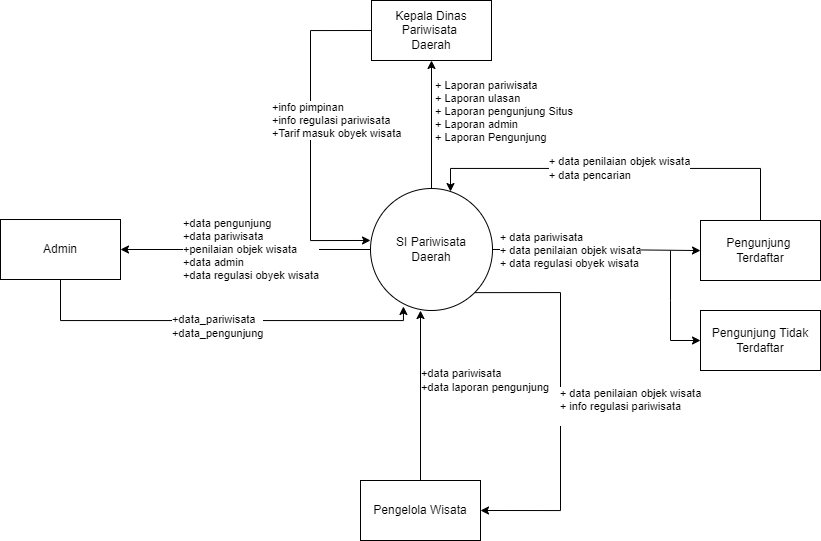 Kepala Dinas
Pariwisata
Daerah
+ Laporan pariwisata
+ Laporan ulasan
+ Laporan pengunjung Situs
+ Laporan admin
+ Laporan Pengunjung
+info pimpinan
+info regulasi pariwisata
+Tarif masuk obyek wisata
+ data penilaian objek wisata
+ data pencarian
Admin
+data pengunjung
+data pariwisata
+penilaian objek wisata
+data admin
+data regulasi obyek wisata
SI Pariwisata
Daerah
+ data pariwisata
+ data penilaian objek wisata
+ data regulasi obyek wisata
Pengunjung
Terdaftar
+data_pariwisata
+data_pengunjung
Pengunjung Tidak
Terdaftar
+data pariwisata
+data laporan pengunjung
+ data penilaian objek wisata
+ info regulasi pariwisata
Pengelola Wisata